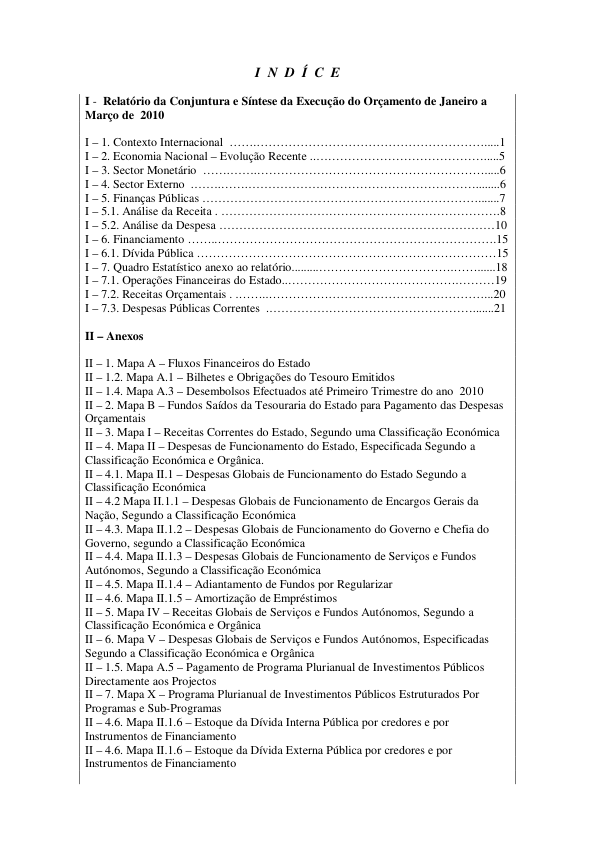 I N D Í C E
I - Relatório da Conjuntura e Síntese da Execução do Orçamento de Janeiro a
Março de 2010
I – 1. Contexto Internacional ……………………………………………………………....1
I – 2. Economia Nacional – Evolução Recente ...……………………………………....5
I – 3. Sector Monetário …………………………………………………………………....6
I – 4. Sector Externo ……………………………………………………………….......6
I – 5. Finanças Públicas ………………………………………………………….......7
I – 5.1. Análise da Receita . ……………………………………………………………8
I – 5.2. Análise da Despesa ……………………………………………………………10
I – 6. Financiamento ……..……………………………………………………………15
I – 6.1. Dívida Pública ……………………………………………………………………15
I – 7. Quadro Estatístico anexo ao relatório.........…………………………………......18
I – 7.1. Operações Financeiras do Estado..………………………………………………19
I – 7.2. Receitas Orçamentais . ……..………………………………………………...20
I – 7.3. Despesas Públicas Correntes .…………………………………………….......21
II – Anexos
II – 1. Mapa A – Fluxos Financeiros do Estado
II – 1.2. Mapa A.1 – Bilhetes e Obrigações do Tesouro Emitidos
II – 1.4. Mapa A.3 – Desembolsos Efectuados até Primeiro Trimestre do ano 2010
II – 2. Mapa B – Fundos Saídos da Tesouraria do Estado para Pagamento das Despesas
Orçamentais
II – 3. Mapa I – Receitas Correntes do Estado, Segundo uma Classificação Económica
II – 4. Mapa II – Despesas de Funcionamento do Estado, Especificada Segundo a
Classificação Económica e Orgânica.
II – 4.1. Mapa II.1 – Despesas Globais de Funcionamento do Estado Segundo a
Classificação Económica
II – 4.2 Mapa II.1.1 – Despesas Globais de Funcionamento de Encargos Gerais da
Nação, Segundo a Classificação Económica
II – 4.3. Mapa II.1.2 – Despesas Globais de Funcionamento do Governo e Chefia do
Governo, segundo a Classificação Económica
II – 4.4. Mapa II.1.3 – Despesas Globais de Funcionamento de Serviços e Fundos
Autónomos, Segundo a Classificação Económica
II – 4.5. Mapa II.1.4 – Adiantamento de Fundos por Regularizar
II – 4.6. Mapa II.1.5 – Amortização de Empréstimos
II – 5. Mapa IV – Receitas Globais de Serviços e Fundos Autónomos, Segundo a
Classificação Económica e Orgânica
II – 6. Mapa V – Despesas Globais de Serviços e Fundos Autónomos, Especificadas
Segundo a Classificação Económica e Orgânica
II – 1.5. Mapa A.5 – Pagamento de Programa Plurianual de Investimentos Públicos
Directamente aos Projectos
II – 7. Mapa X – Programa Plurianual de Investimentos Públicos Estruturados Por
Programas e Sub-Programas
II – 4.6. Mapa II.1.6 – Estoque da Dívida Interna Pública por credores e por
Instrumentos de Financiamento
II – 4.6. Mapa II.1.6 – Estoque da Dívida Externa Pública por credores e por
Instrumentos de Financiamento